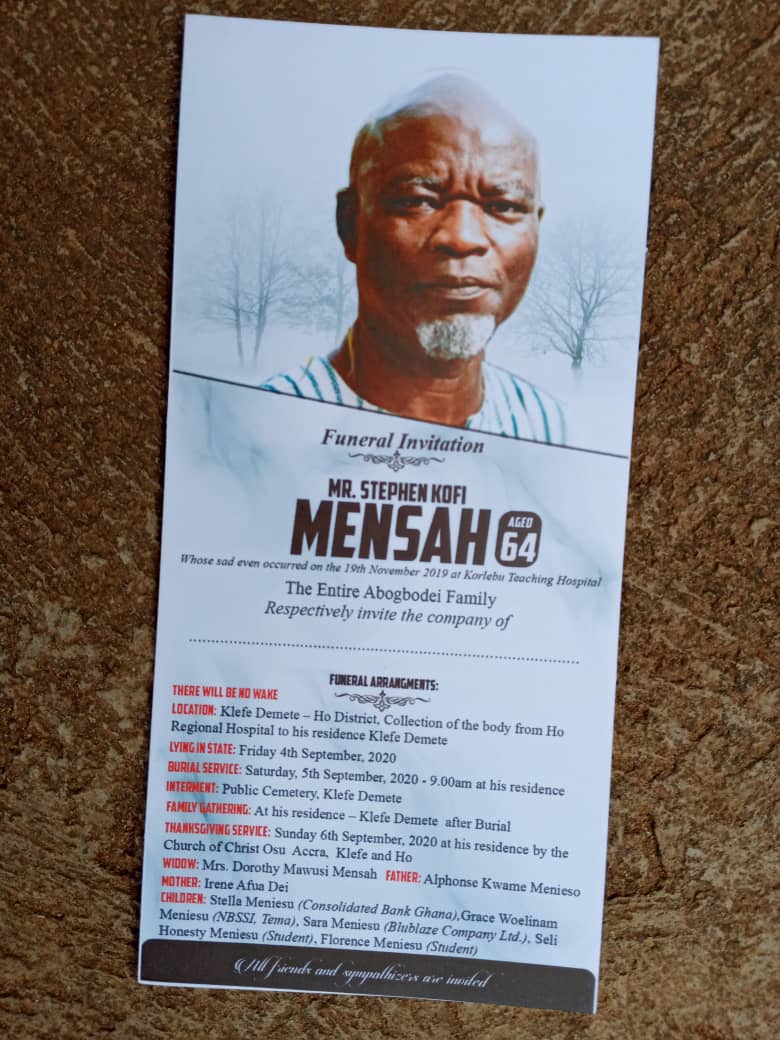 Funeral Invitation
MR. STEPHEN KOFI
MENSAH AGED 64
Whose sad even occurred on the 19th November 2019 at Korlebu Teaching Hospital
The Entire Abogbodei Family
Respectively invite the company of
FUNERAL ARRANGMENTS:
THERE WILL BE NO WAKE
LOCATION: Klefe Demete – Ho District, Collection of the body from Ho
Regional Hospital to his residence Klefe Demete
LYING IN STATE: Friday 4th September, 2020
BURIAL SERVICE: Saturday, 5th September, 2020 - 9.00am at his residence
INTERMENT: Public Cemetery, Klefe Demete
FAMILY GATHERING: At his residence – Klefe Demete after Burial
THANKSGIVING SERVICE: Sunday 6th September, 2020 at his residence by the
Church of Christ Osu Accra, Klefe and Ho
WIDOW: Mrs. Dorothy Mawusi Mensah FATHER: Alphonse Kwame Menieso
MOTHER: Irene Afua Dei
CHILDREN: Stella Meniesu (Consolidated Bank Ghana),Grace Woelinam
Meniesu (NBSSI, Tema), Sara Meniesu (Blublaze Company Ltd.), Seli
Honesty Meniesu (Student), Florence Meniesu (Student)
All friends and sympathizers are invited